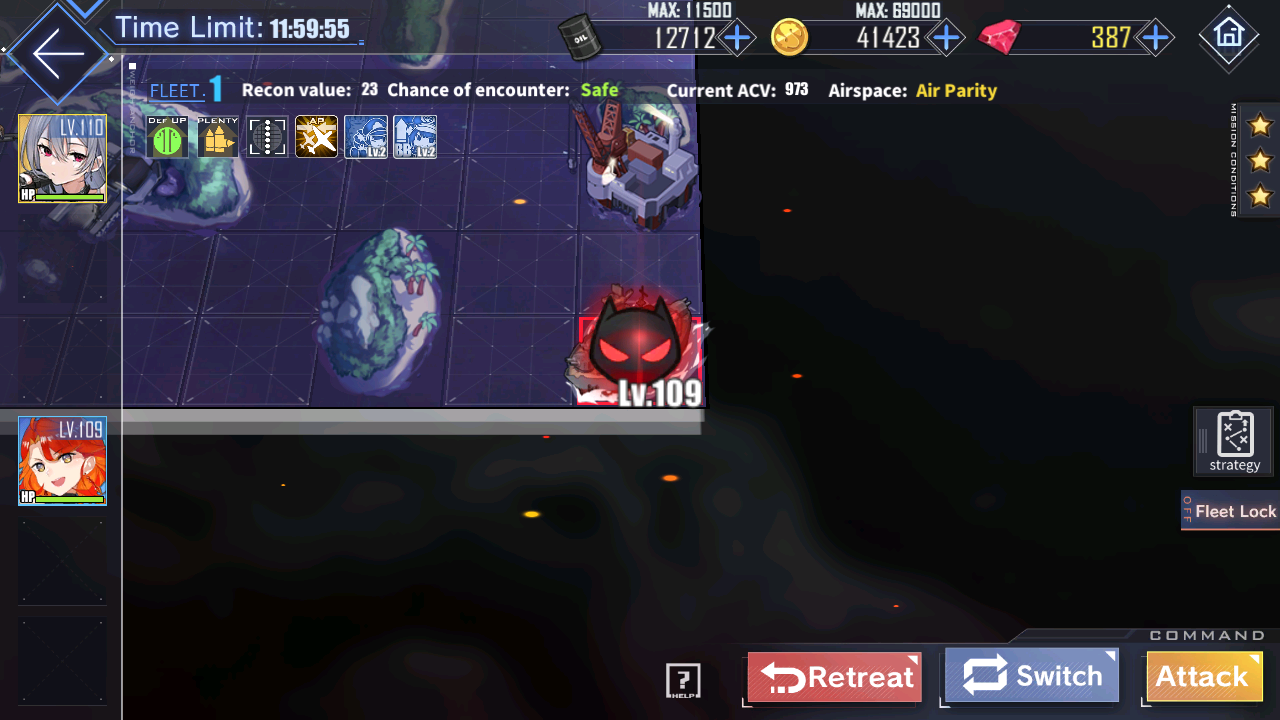 MAX: 11500
MAX: 69000
Time Limit: 11:59:55
OIL
12712
41423
387
FLEET. 1
Recon value: 23
Chance of encounter: Safe
Current ACV: 973
Airspace: Air Parity
LV.110
DEF UP
PLENTY
AP
LV.2
BB
LV.2
HP
MISSION CONDITIONS
Lv.109
LV.109
HP
strategy
OFF
Fleet Lock
COMMAND
?
HELP
Retreat
Switch
Attack